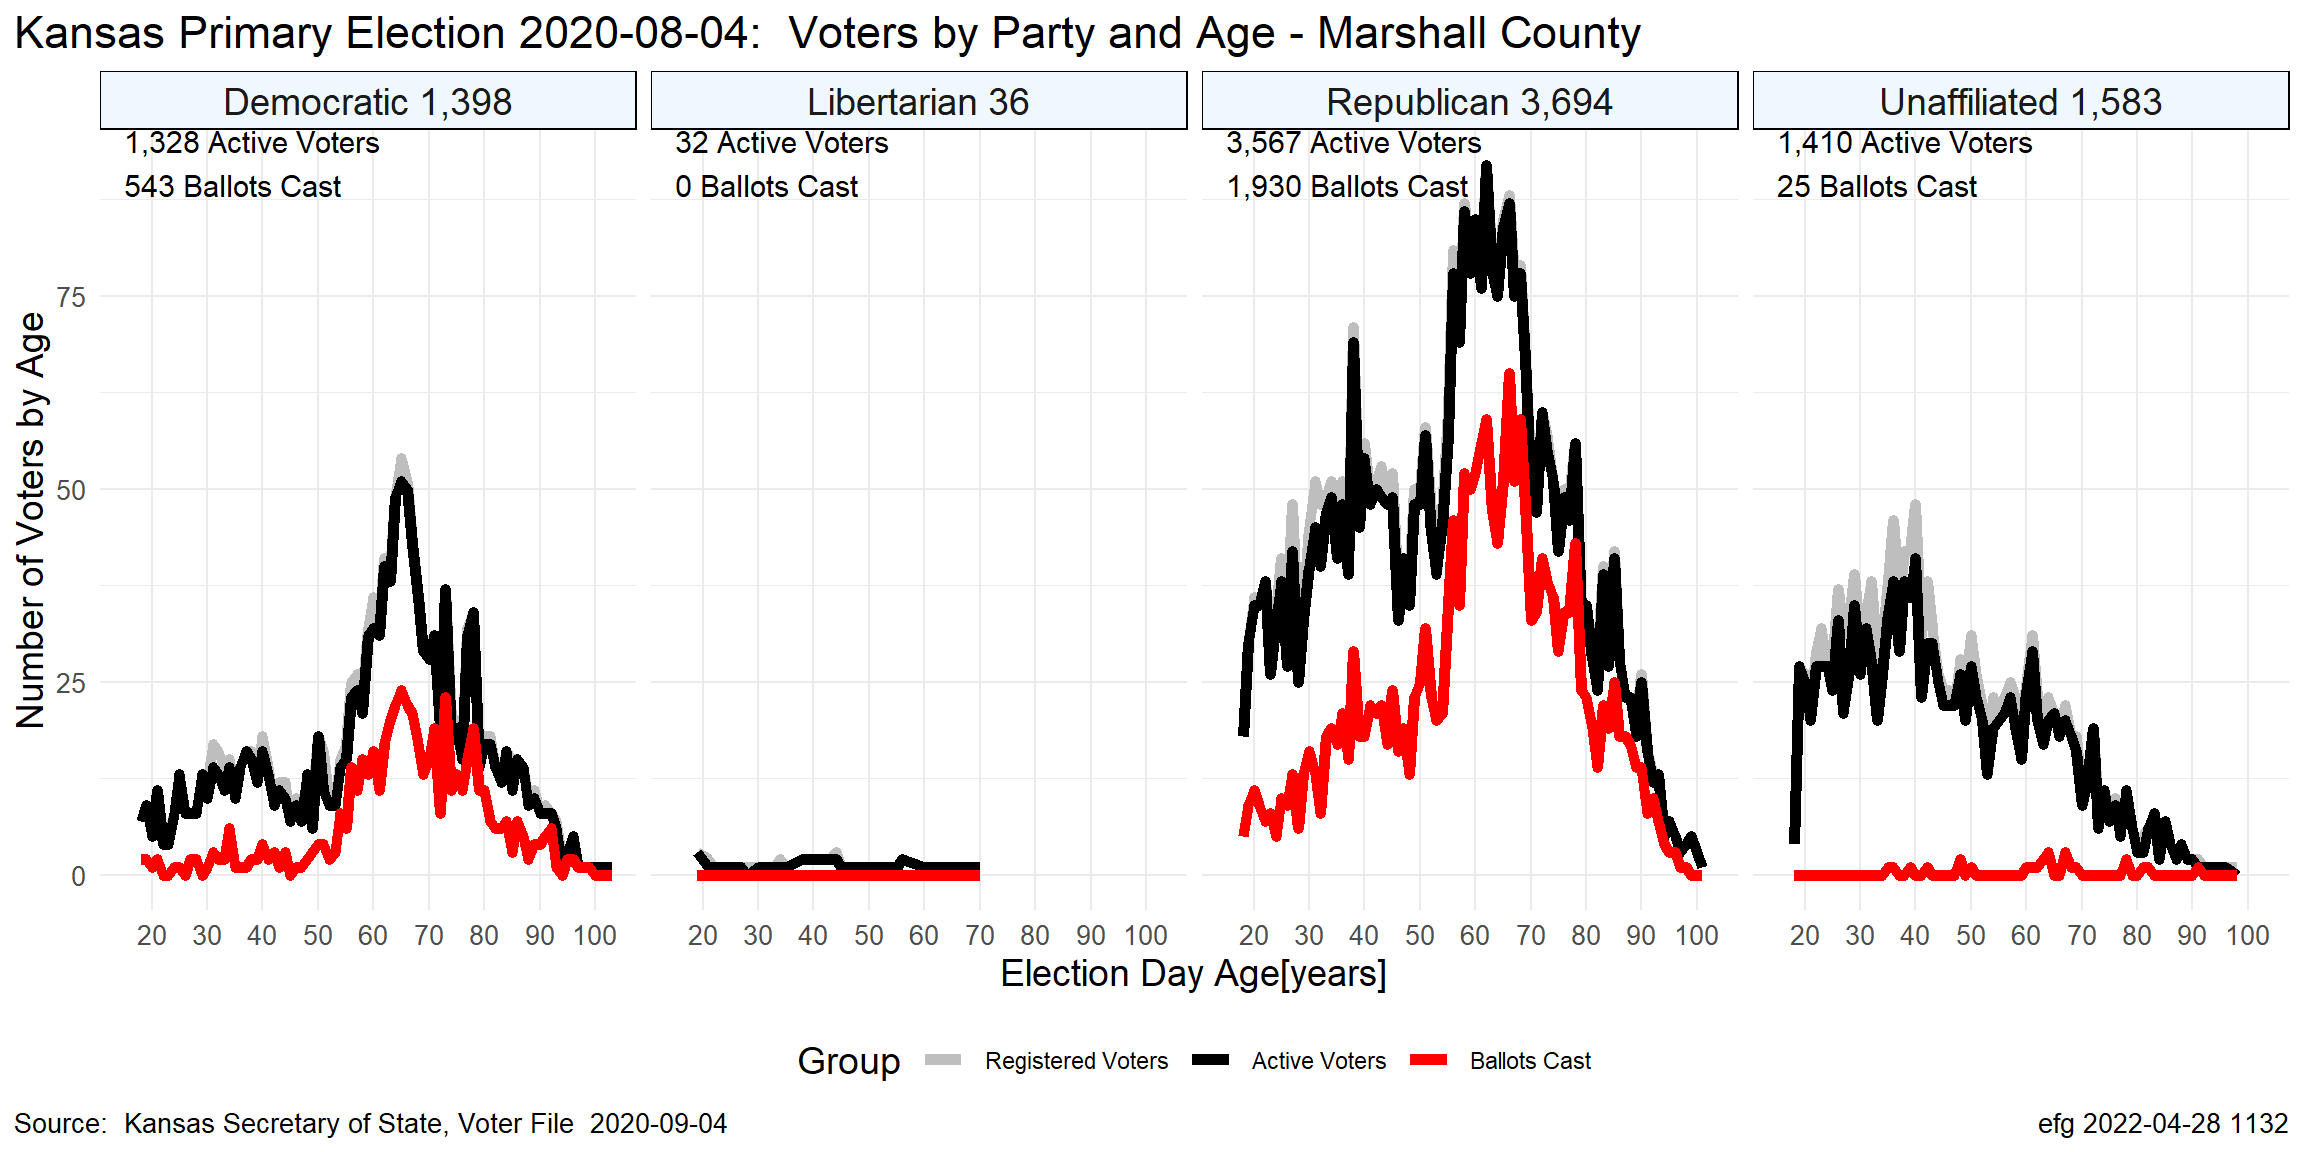 Kansas Primary Election 2020-08-04:  Voters by Party and Age - Marshall County
Democratic 1,398
Libertarian 36
Republican 3,694
Unaffiliated 1,583
1,328 Active Voters
543 Ballots Cast
32 Active Voters
0 Ballots Cast
3,567 Active Voters
1,930 Ballots Cast
1,410 Active Voters
25 Ballots Cast
Number of Voters by Age
75
50
25
0
20 30 40 50 60 70 80 90 100
20 30 40 50 60 70 80 90 100
20 30 40 50 60 70 80 90 100
20 30 40 50 60 70 80 90 100
Election Day Age[years]
Group Registered Voters Active Voters Ballots Cast
Source:  Kansas Secretary of State, Voter File  2020-09-04
efg 2022-04-28 1132